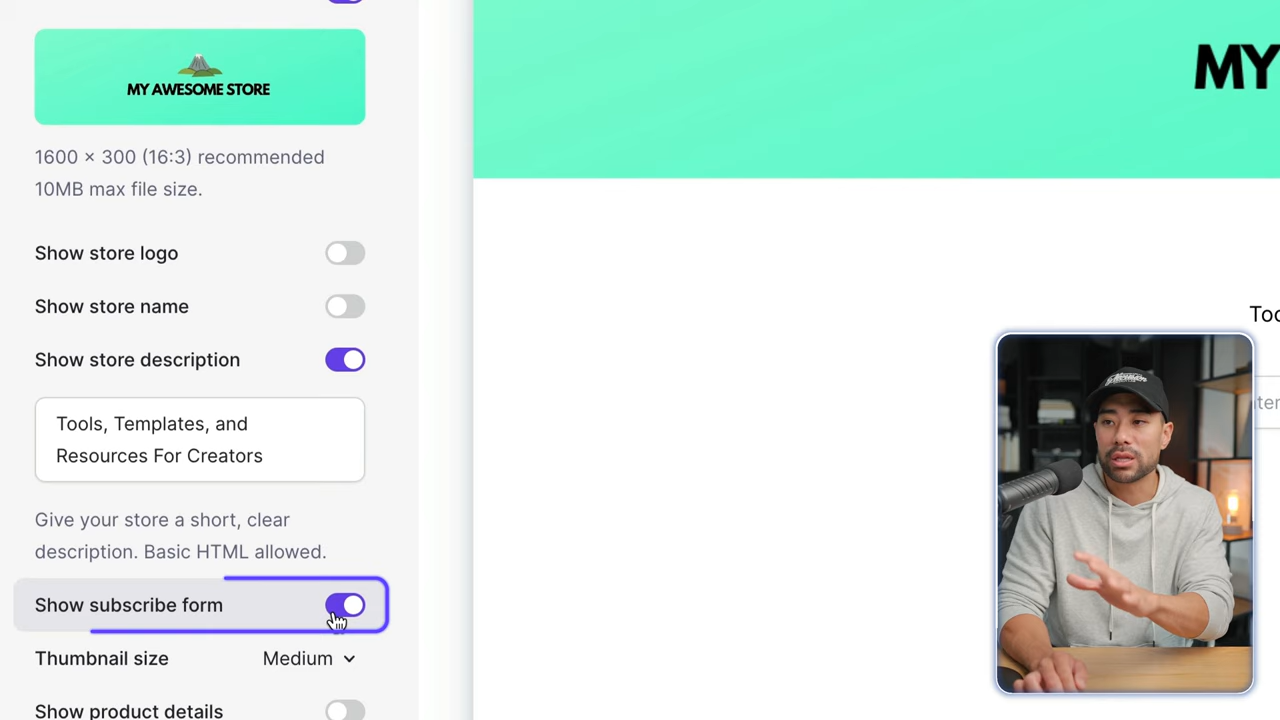 MY AWESOME STORE
1600 × 300 (16:3) recommended
10MB max file size.
Show store logo
Show store name
Show store description
Tools, Templates, and
Resources For Creators
Give your store a short, clear
description. Basic HTML allowed.
Show subscribe form
Thumbnail size
Medium
Show product details
MY